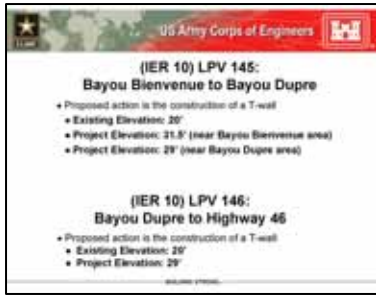 US Army Corps of Engineers
(IER 10) LPV 145:
Bayou Bienvenue to Bayou Dupre
• Proposed action is the construction of a T-wall
• Existing Elevation: 20'
• Project Elevation: 31.5' (near Bayou Bienvenue area)
• Project Elevation: 29' (near Bayou Dupre area)
(IER 10) LPV 146:
Bayou Dupre to Highway 46
• Proposed action is the construction of a T-wall
• Existing Elevation: 20'
• Project Elevation: 29'
BUILDING STRONG